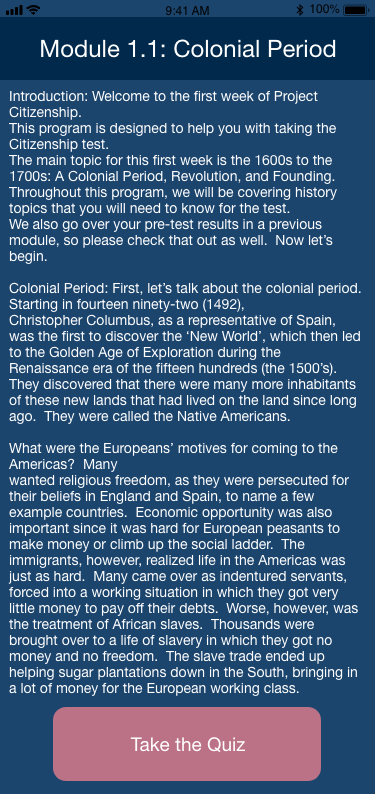 9:41 AM
100%
Module 1.1: Colonial Period
Introduction: Welcome to the first week of Project
Citizenship.
This program is designed to help you with taking the
Citizenship test.
The main topic for this first week is the 1600s to the
1700s: A Colonial Period, Revolution, and Founding.
Throughout this program, we will be covering history
topics that you will need to know for the test.
We also go over your pre-test results in a previous
module, so please check that out as well.  Now let’s
begin.
Colonial Period: First, let’s talk about the colonial period.
Starting in fourteen ninety-two (1492),
Christopher Columbus, as a representative of Spain,
was the first to discover the ‘New World’, which then led
to the Golden Age of Exploration during the
Renaissance era of the fifteen hundreds (the 1500’s).
They discovered that there were many more inhabitants
of these new lands that had lived on the land since long
ago.  They were called the Native Americans.
What were the Europeans’ motives for coming to the
Americas?  Many
wanted religious freedom, as they were persecuted for
their beliefs in England and Spain, to name a few
example countries.  Economic opportunity was also
important since it was hard for European peasants to
make money or climb up the social ladder.  The
immigrants, however, realized life in the Americas was
just as hard.  Many came over as indentured servants,
forced into a working situation in which they got very
little money to pay off their debts.  Worse, however, was
the treatment of African slaves.  Thousands were
brought over to a life of slavery in which they got no
money and no freedom.  The slave trade ended up
helping sugar plantations down in the South, bringing in
a lot of money for the European working class.
Take the Quiz